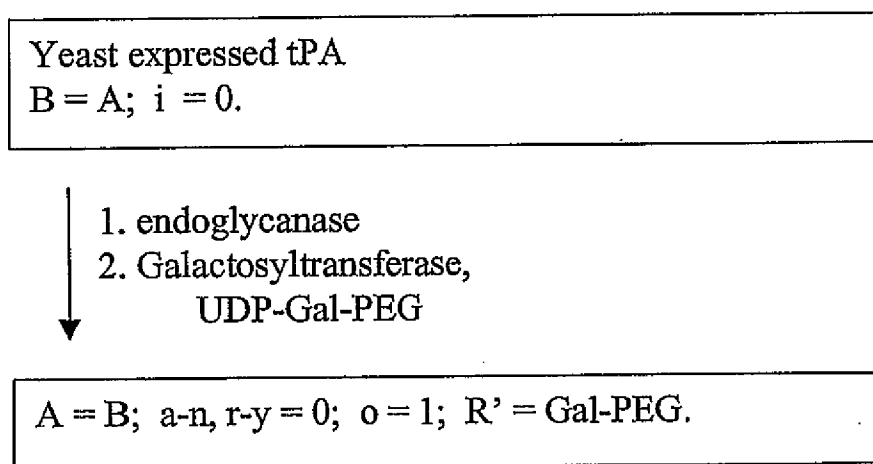 Yeast expressed tPA
B = A; i = 0.
1. endoglycanase
2. Galactosyltransferase,
UDP-Gal-PEG
A = B; a-n, r-y = 0; o = 1; R’ = Gal-PEG.